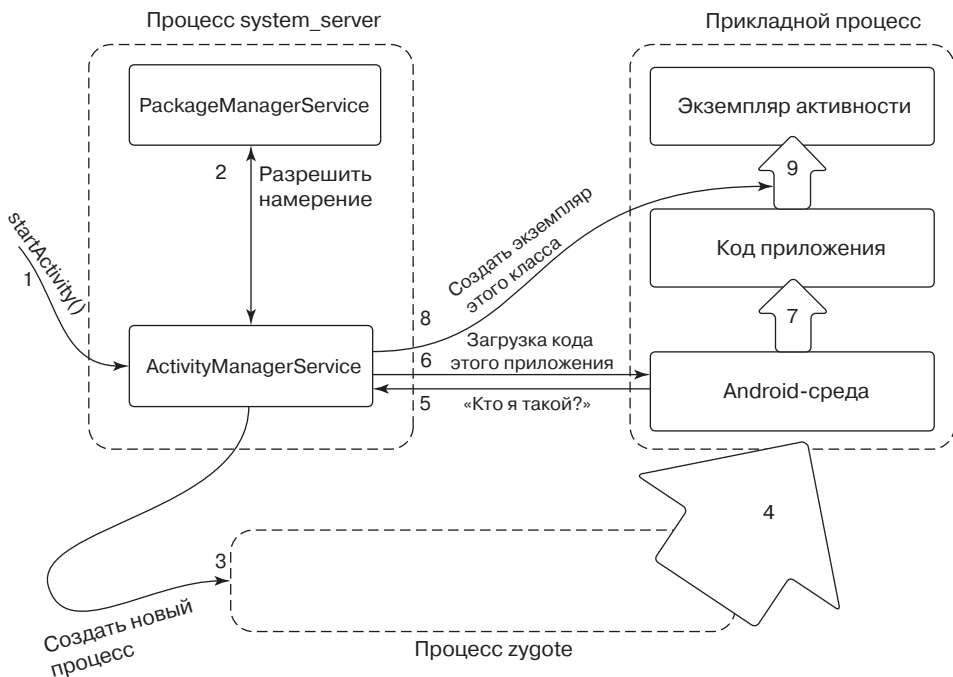 Процесс system_server
Прикладной процесс
PackageManagerService
Экземпляр активности
2
Разрешить
намерение
9
startActivity()
1
Создать экземпляр
этого класса
Код приложения
8
7
Загрузка кода
6
этого приложения
ActivityManagerService
Android-среда
5
«Кто я такой?»
4
3
Создать новый
процесс
Процесс zygote